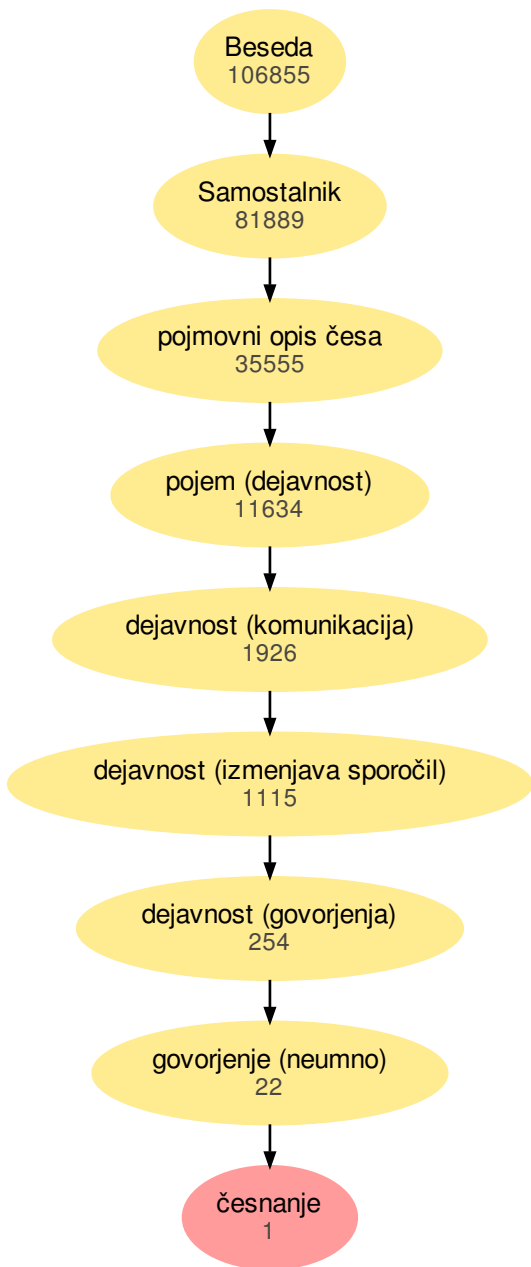 Beseda
106855
Samostalnik
81889
pojmovni opis česa
35555
pojem (dejavnost)
11634
dejavnost (komunikacija)
1926
dejavnost (izmenjava sporočil)
1115
dejavnost (govorjenja)
254
govorjenje (neumno)
22
česnanje
1